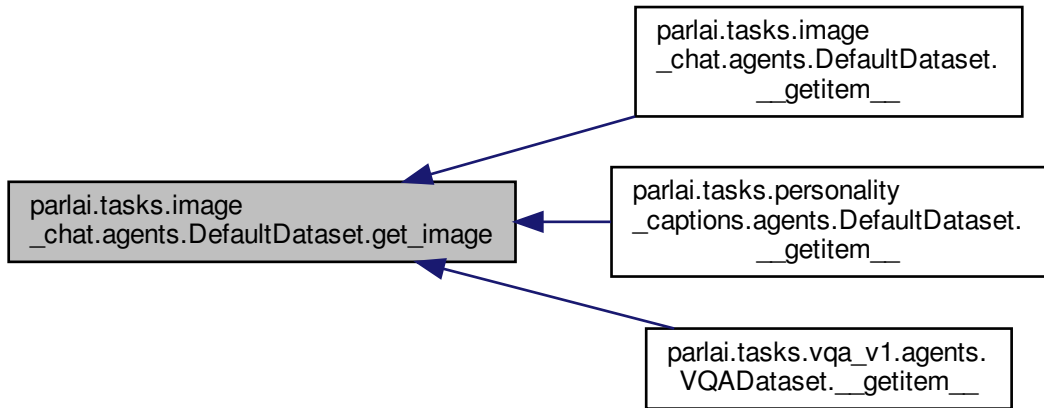 parlai.tasks.image
_chat.agents.DefaultDataset.
__getitem__
parlai.tasks.image
_chat.agents.DefaultDataset.get_image
parlai.tasks.personality
_captions.agents.DefaultDataset.
__getitem__
parlai.tasks.vqa_v1.agents.
VQADataset.__getitem__